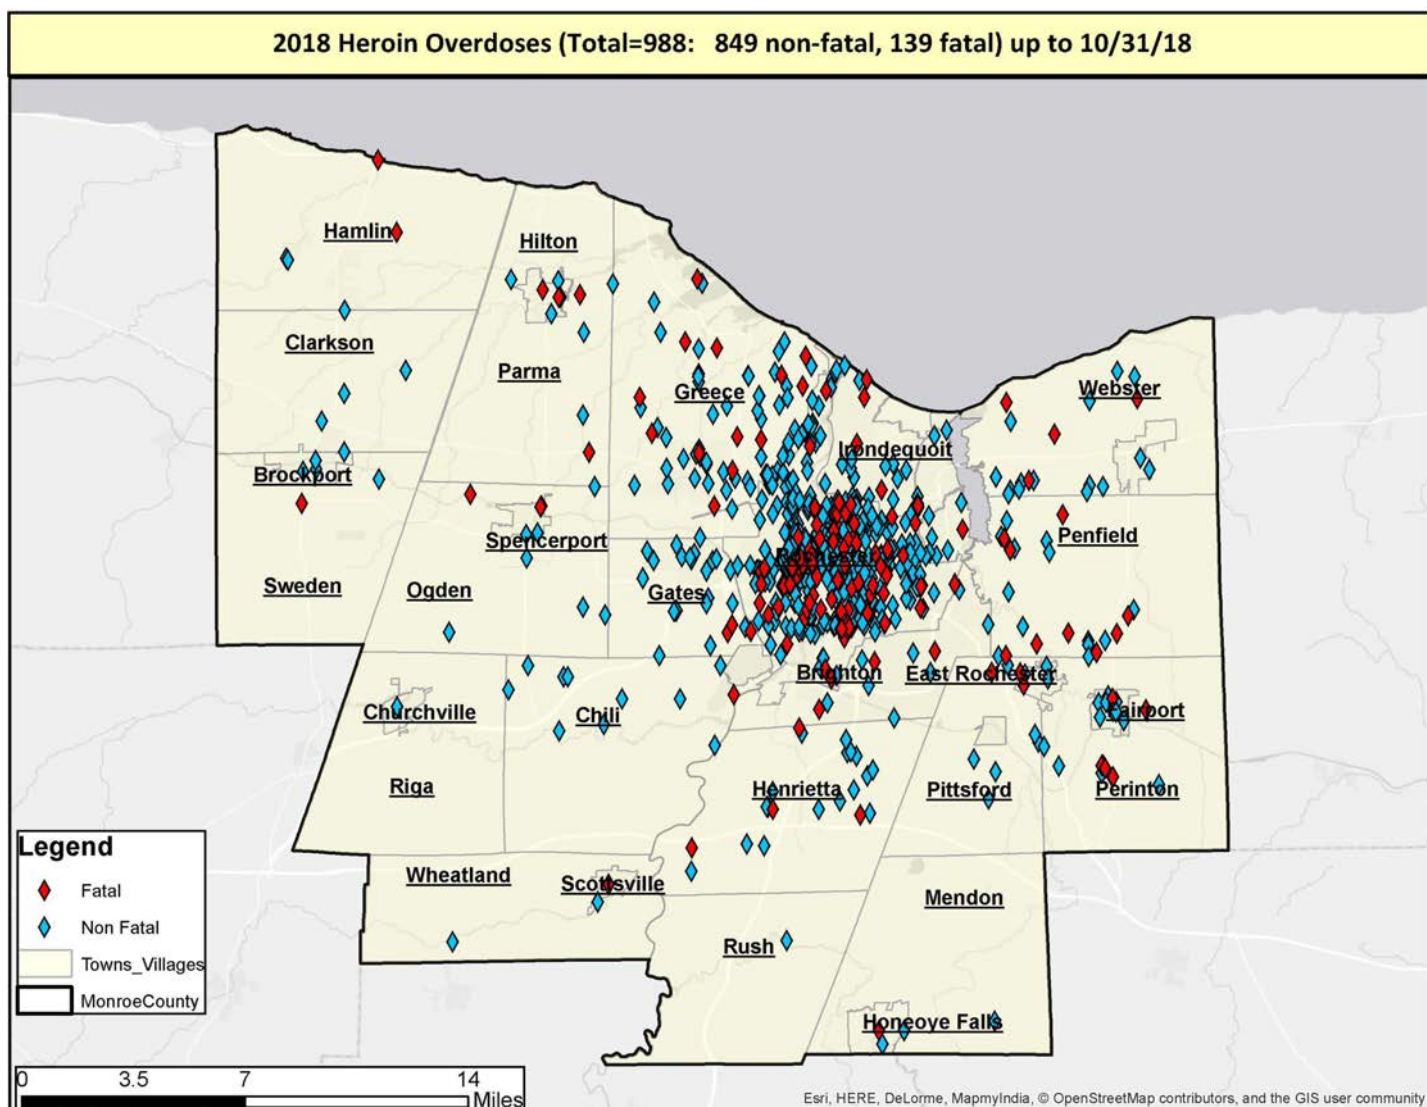 2018 Heroin Overdoses (Total=988: 849 non-fatal, 139 fatal) up to 10/31/18
Hamlin
Hilton
Clarkson
Parma
Greece
Webster
Irondequoit
Brockport
Spencerport
Penfield
Rochester
Sweden
Ogden
Gates
Brighton
East Rochester
Churchville
Chili
Fairport
Riga
Henrietta
Pittsford
Perinton
Wheatland
Scottsville
Mendon
Rush
Honeoye Falls
Legend
Fatal
Non Fatal
Towns_Villages
MonroeCounty
0 3.5 7 14
Miles
Esri, HERE, DeLorme, MapmyIndia, © OpenStreetMap contributors, and the GIS user community